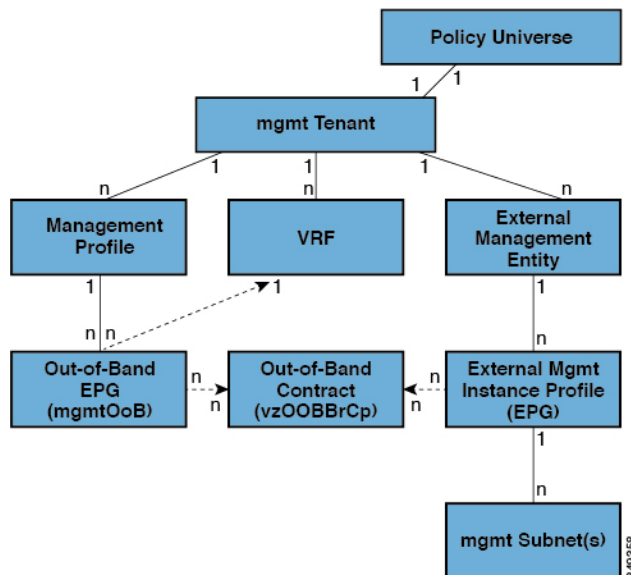 Policy Universe
1
1
mgmt Tenant
1
1
1
n
n
n
Management
Profile
VRF
External
Management
Entity
1
1
1
n
n
n
Out-of-Band
EPG
(mgmtOoB)
n
n
Out-of-Band
Contract
(vzOOBBrCp)
n
n
External Mgmt
Instance Profile
(EPG)
1
n
mgmt Subnet(s)